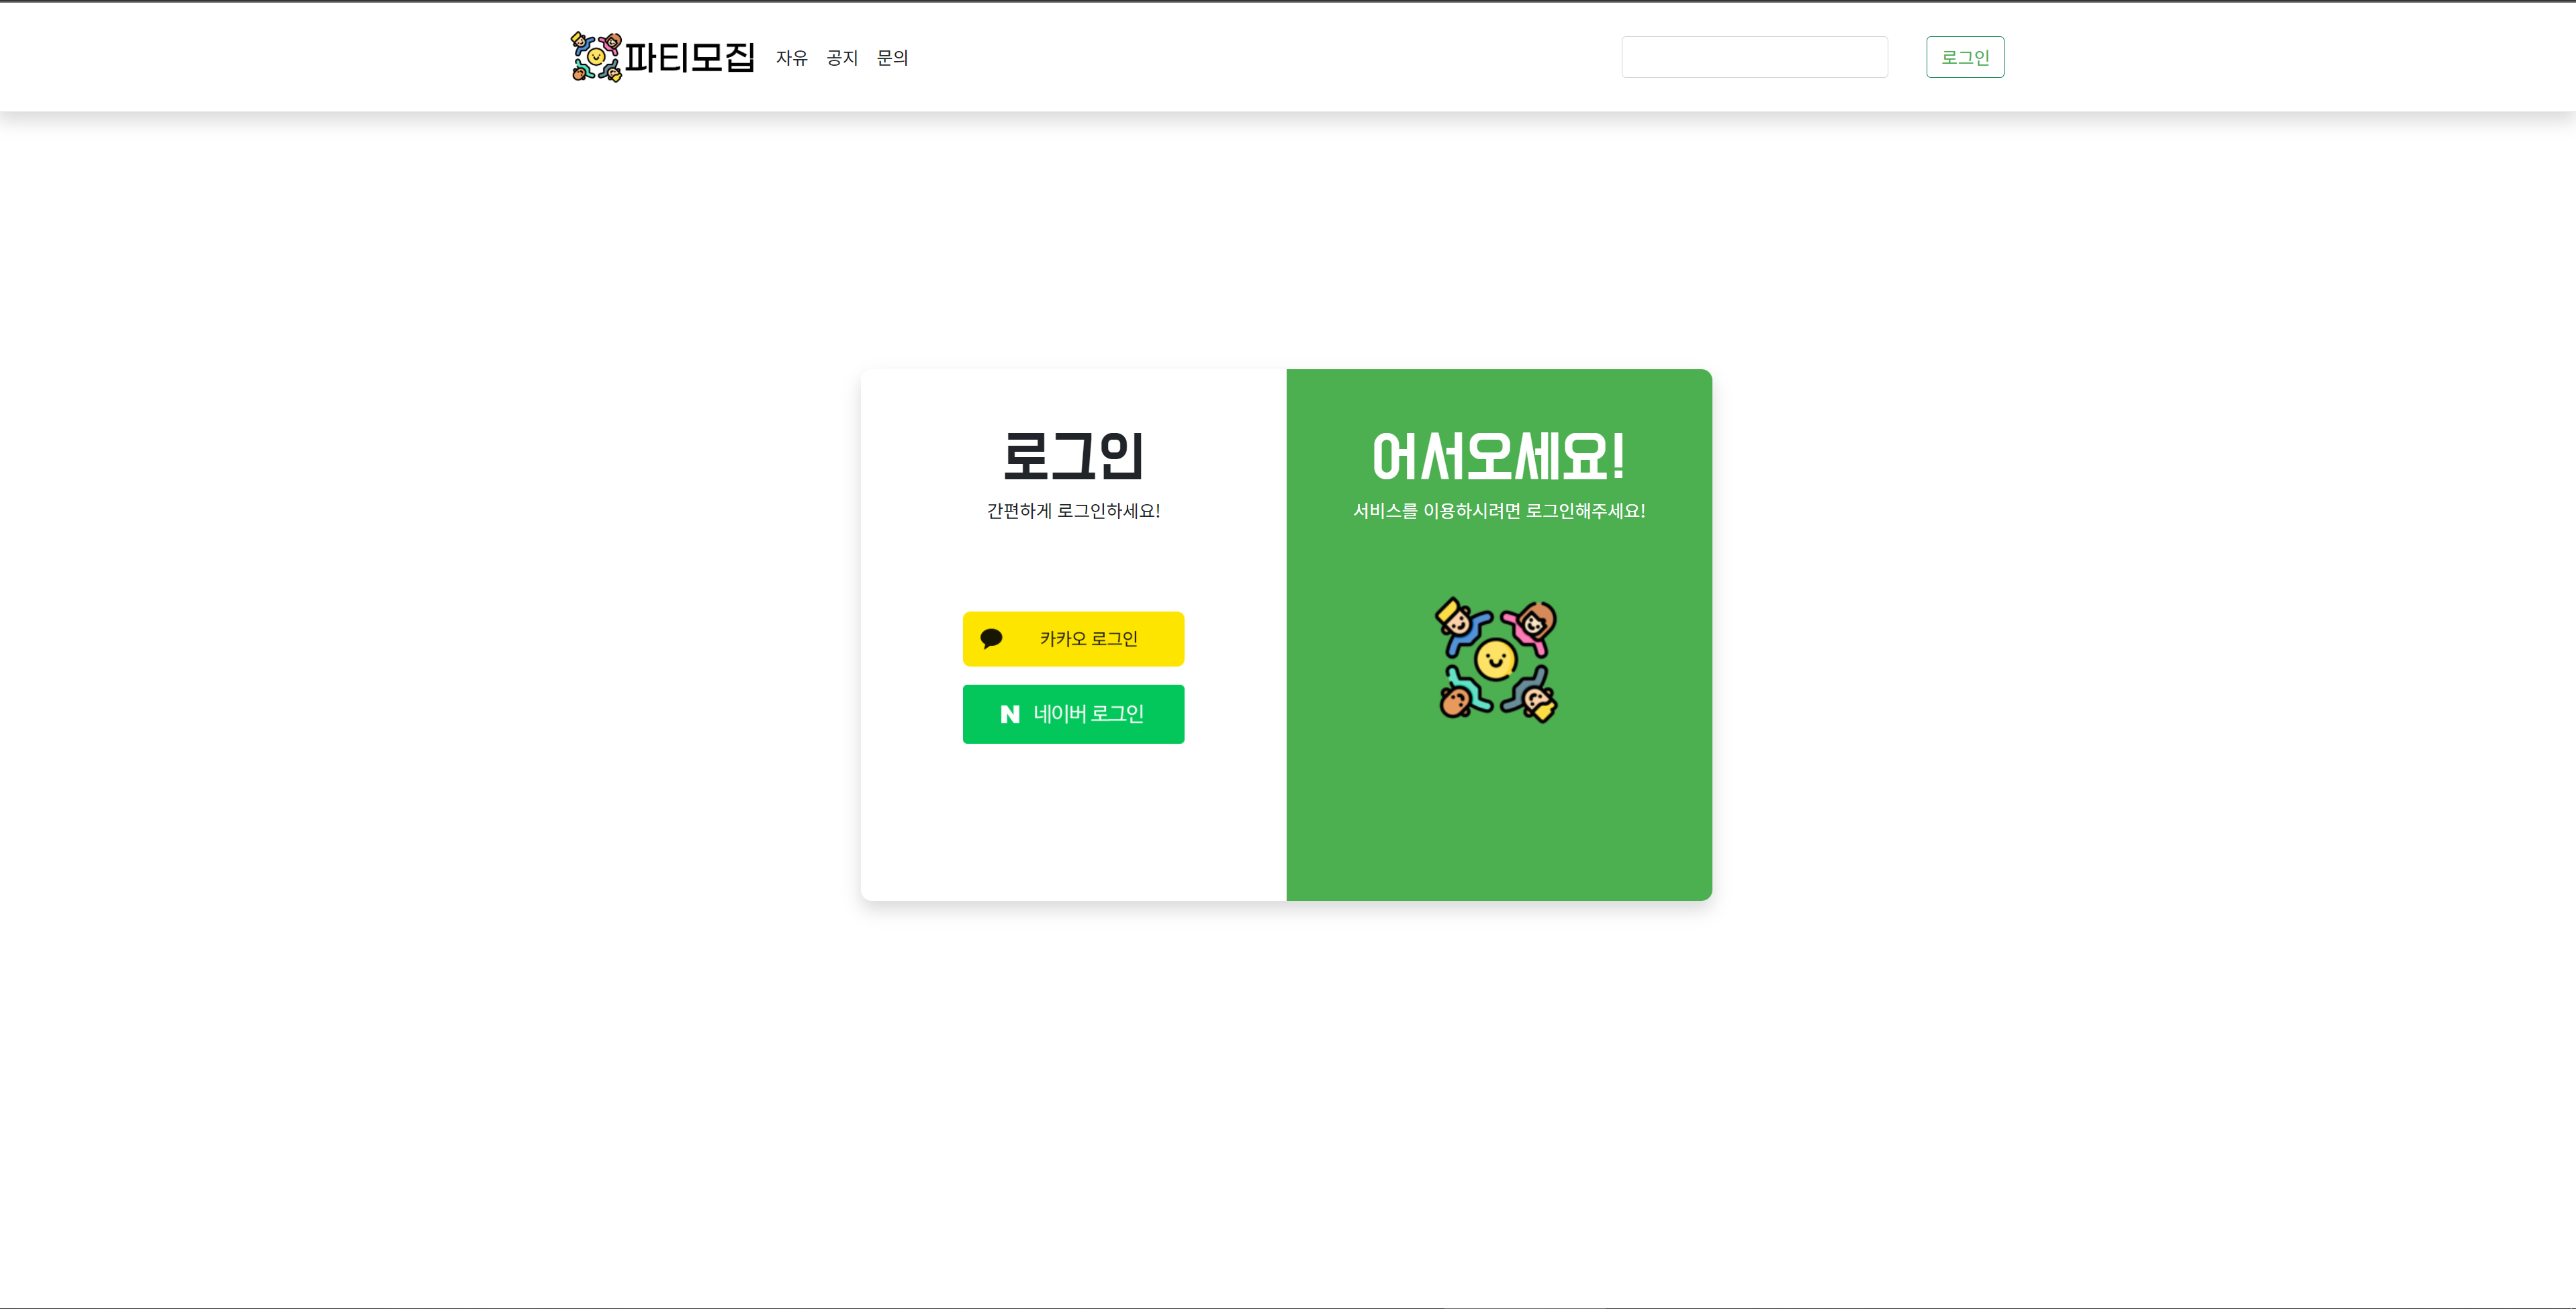 파티모집 자유 공지 문의 로그인
로그인
간편하게 로그인하세요!
카카오 로그인
N 네이버 로그인
어서오세요!
서비스를 이용하시려면 로그인해주세요!